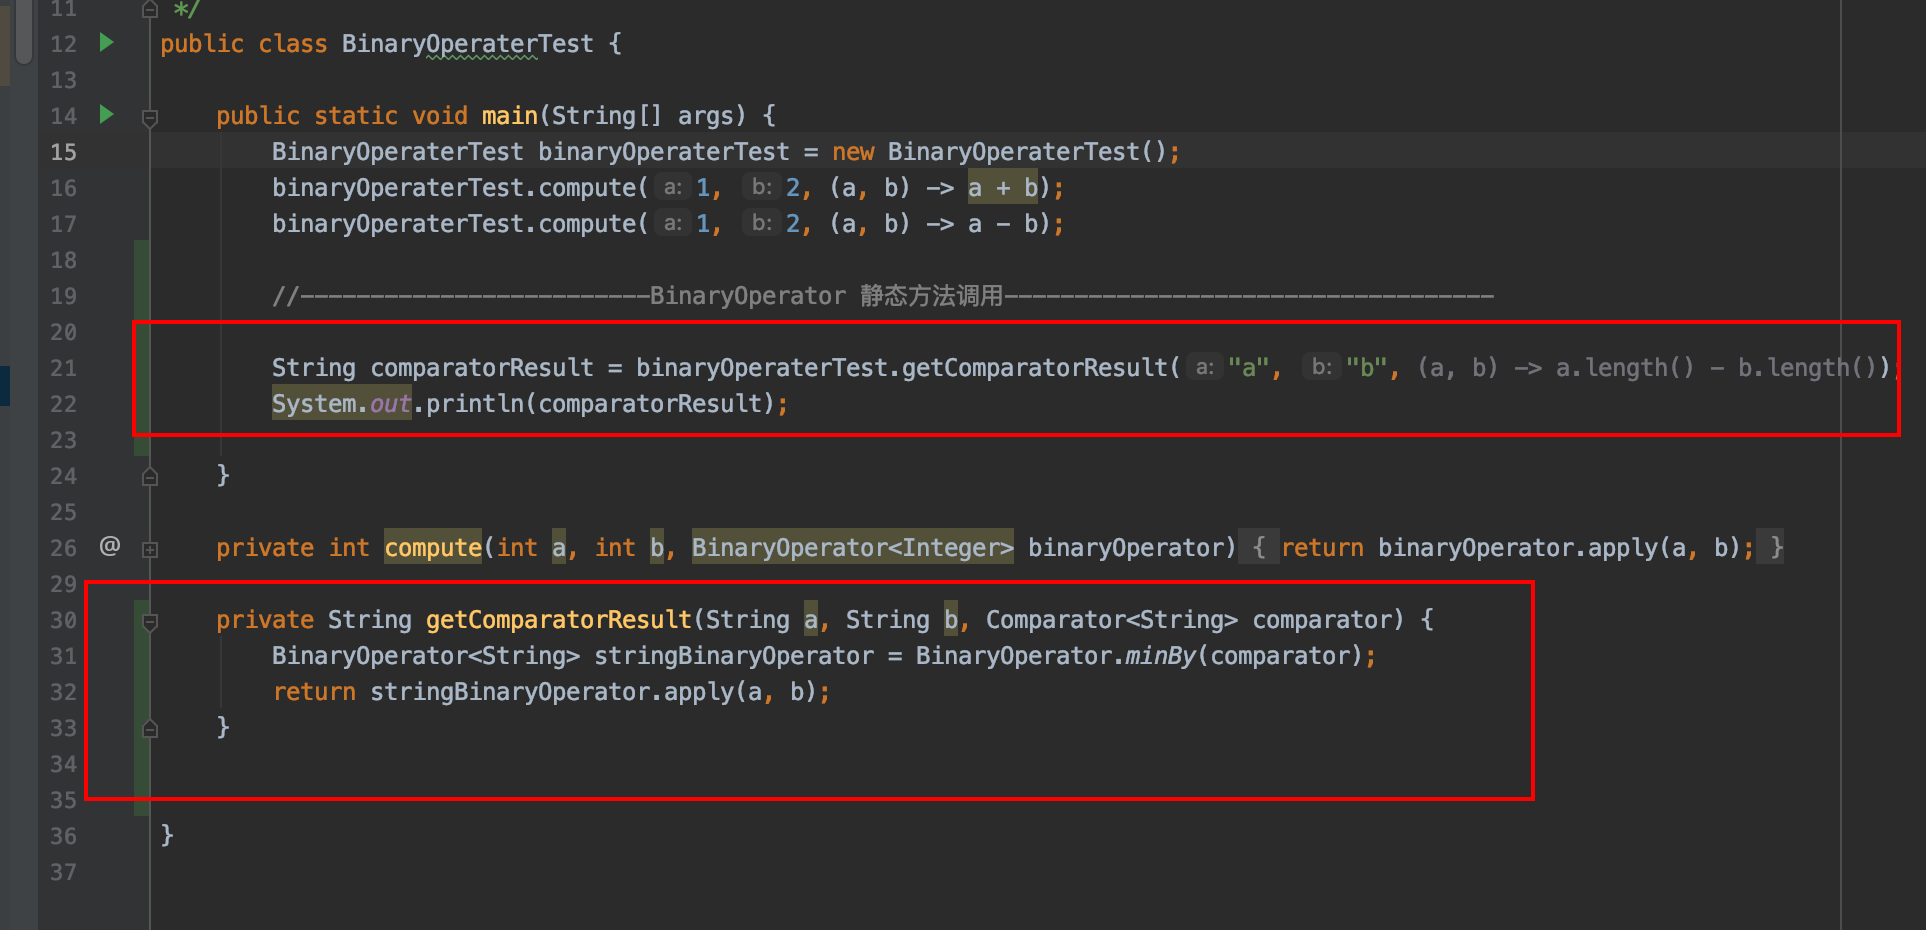 11 */
12 public class BinaryOperaterTest {
13
14 public static void main(String[] args) {
15 BinaryOperaterTest binaryOperaterTest = new BinaryOperaterTest();
16 binaryOperaterTest.compute( a: 1, b: 2, (a, b) -> a + b);
17 binaryOperaterTest.compute( a: 1, b: 2, (a, b) -> a - b);
18
19 //-------------------------BinaryOperator 静态方法调用-----------------------------------
20
21 String comparatorResult = binaryOperaterTest.getComparatorResult( a: "a", b: "b", (a, b) -> a.length() - b.length());
22 System.out.println(comparatorResult);
23
24 }
25
26 @ private int compute(int a, int b, BinaryOperator<Integer> binaryOperator) { return binaryOperator.apply(a, b); }
29
30 private String getComparatorResult(String a, String b, Comparator<String> comparator) {
31 BinaryOperator<String> stringBinaryOperator = BinaryOperator.minBy(comparator);
32 return stringBinaryOperator.apply(a, b);
33 }
34
35
36 }
37